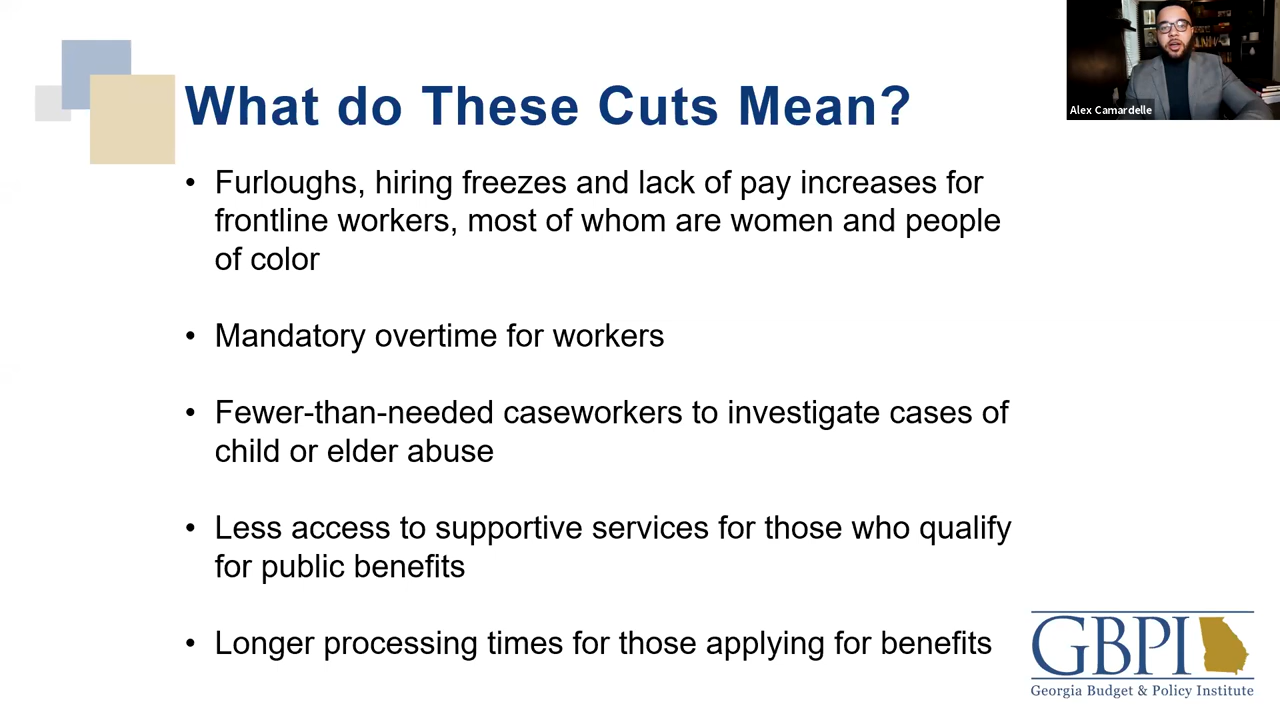 What do These Cuts Mean?
Alex Camardelle
• Furloughs, hiring freezes and lack of pay increases for
frontline workers, most of whom are women and people
of color
• Mandatory overtime for workers
• Fewer-than-needed caseworkers to investigate cases of
child or elder abuse
• Less access to supportive services for those who qualify
for public benefits
• Longer processing times for those applying for benefits
GBPI
Georgia Budget & Policy Institute